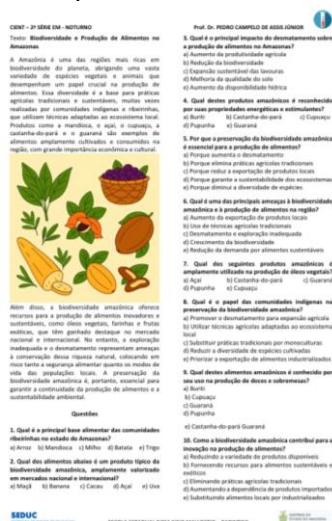 CIENT – 2ª SÉRIE EM - NOTURNO
Prof. Dr. PEDRO CAMPELO DE ASSIS JÚNIOR
Texto: Biodiversidade e Produção de Alimentos no
Amazonas
A Amazônia é uma das regiões mais ricas em
biodiversidade do planeta, abrigando uma vasta
variedade de espécies vegetais e animais que
desempenham um papel crucial na produção de
alimentos. Essa diversidade é a base para práticas
agrícolas tradicionais e sustentáveis, muitas vezes
realizadas por comunidades indígenas e ribeirinhas,
que utilizam técnicas adaptadas ao ecossistema local.
Produtos como a mandioca, o açaí, o cupuaçu, a
castanha-do-pará e o guaraná são exemplos de
alimentos amplamente cultivados e consumidos na
região, com grande importância econômica e cultural.
Além disso, a biodiversidade amazônica oferece
recursos para a produção de alimentos inovadores e
sustentáveis, como óleos vegetais, farinhas e frutas
exóticas, que têm ganhado destaque no mercado
nacional e internacional. No entanto, a exploração
inadequada e o desmatamento representam ameaças
à conservação dessa riqueza natural, colocando em
risco tanto a segurança alimentar quanto os modos de
vida das populações locais. A preservação da
biodiversidade amazônica é, portanto, essencial para
garantir a continuidade da produção de alimentos e a
sustentabilidade ambiental.
Questões
1. Qual é a principal base alimentar das comunidades
ribeirinhas no estado do Amazonas?
a) Arroz b) Mandioca c) Milho d) Batata e) Trigo
2. Qual dos alimentos abaixo é um produto típico da
biodiversidade amazônica, amplamente valorizado
em mercados nacional e internacional?
a) Maçã b) Banana c) Cacau d) Açaí e) Uva
3. Qual é o principal impacto do desmatamento sobre
a produção de alimentos no Amazonas?
a) Aumento da produtividade agrícola
b) Redução da biodiversidade
c) Expansão sustentável das lavouras
d) Melhoria da qualidade do solo
e) Aumento da disponibilidade hídrica
4. Qual destes produtos amazônicos é reconhecido
por suas propriedades energéticas e estimulantes?
a) Buriti b) Castanha-do-pará c) Cupuaçu
d) Pupunha e) Guaraná
5. Por que a preservação da biodiversidade amazônica
é essencial para a produção de alimentos?
a) Porque aumenta o desmatamento
b) Porque elimina práticas agrícolas tradicionais
c) Porque reduz a exportação de produtos locais
d) Porque garante a sustentabilidade dos ecossistemas
e) Porque diminui a diversidade de espécies
6. Qual é uma das principais ameaças à biodiversidade
amazônica e à produção de alimentos na região?
a) Aumento da exportação de produtos locais
b) Uso de técnicas agrícolas tradicionais
c) Desmatamento e exploração inadequada
d) Crescimento da biodiversidade
e) Redução da demanda por alimentos sustentáveis
7. Qual dos seguintes produtos amazônicos é
amplamente utilizado na produção de óleos vegetais?
a) Açaí b) Castanha-do-pará c) Guaraná
d) Pupunha e) Cupuaçu
8. Qual é o papel das comunidades indígenas na
preservação da biodiversidade amazônica?
a) Promover o desmatamento para expansão agrícola
b) Utilizar técnicas agrícolas adaptadas ao ecossistema
local
c) Substituir práticas tradicionais por monoculturas
d) Reduzir a diversidade de espécies cultivadas
e) Priorizar a exportação de alimentos industrializados
9. Qual destes alimentos amazônicos é conhecido por
seu uso na produção de doces e sobremesas?
a) Buriti
b) Cupuaçu
c) Guaraná
d) Pupunha
e) Castanha-do-pará Guaraná
10. Como a biodiversidade amazônica contribui para a
inovação na produção de alimentos?
a) Reduzindo a variedade de produtos disponíveis
b) Fornecendo recursos para alimentos sustentáveis e
exóticos
c) Eliminando práticas agrícolas tradicionais
d) Aumentando a dependência de produtos importados
e) Substituindo alimentos locais por industrializados
SEDUC